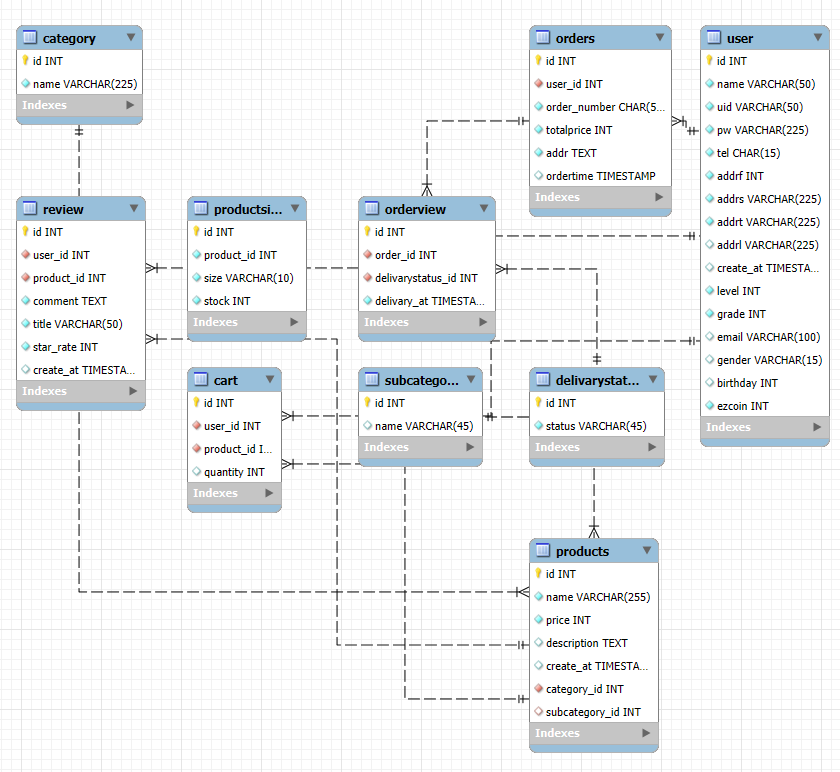 category
id INT
name VARCHAR(225)
Indexes
orders
id INT
user_id INT
order_number CHAR(5...
totalprice INT
addr TEXT
ordertime TIMESTAMP
Indexes
user
id INT
name VARCHAR(50)
uid VARCHAR(50)
pw VARCHAR(225)
tel CHAR(15)
addrf INT
addrs VARCHAR(225)
addrt VARCHAR(225)
addrl VARCHAR(225)
create_at TIMESTA...
level INT
grade INT
email VARCHAR(100)
gender VARCHAR(15)
birthday INT
ezcoin INT
Indexes
review
id INT
user_id INT
product_id INT
comment TEXT
title VARCHAR(50)
star_rate INT
create_at TIMESTA...
Indexes
productsi...
id INT
product_id INT
size VARCHAR(10)
stock INT
Indexes
orderview
id INT
order_id INT
delivarystatus_id INT
delivary_at TIMESTA...
Indexes
cart
id INT
user_id INT
product_id I...
quantity INT
Indexes
subcatego...
id INT
name VARCHAR(45)
Indexes
delivarystat...
id INT
status VARCHAR(45)
Indexes
products
id INT
name VARCHAR(255)
price INT
description TEXT
create_at TIMESTA...
category_id INT
subcategory_id INT
Indexes